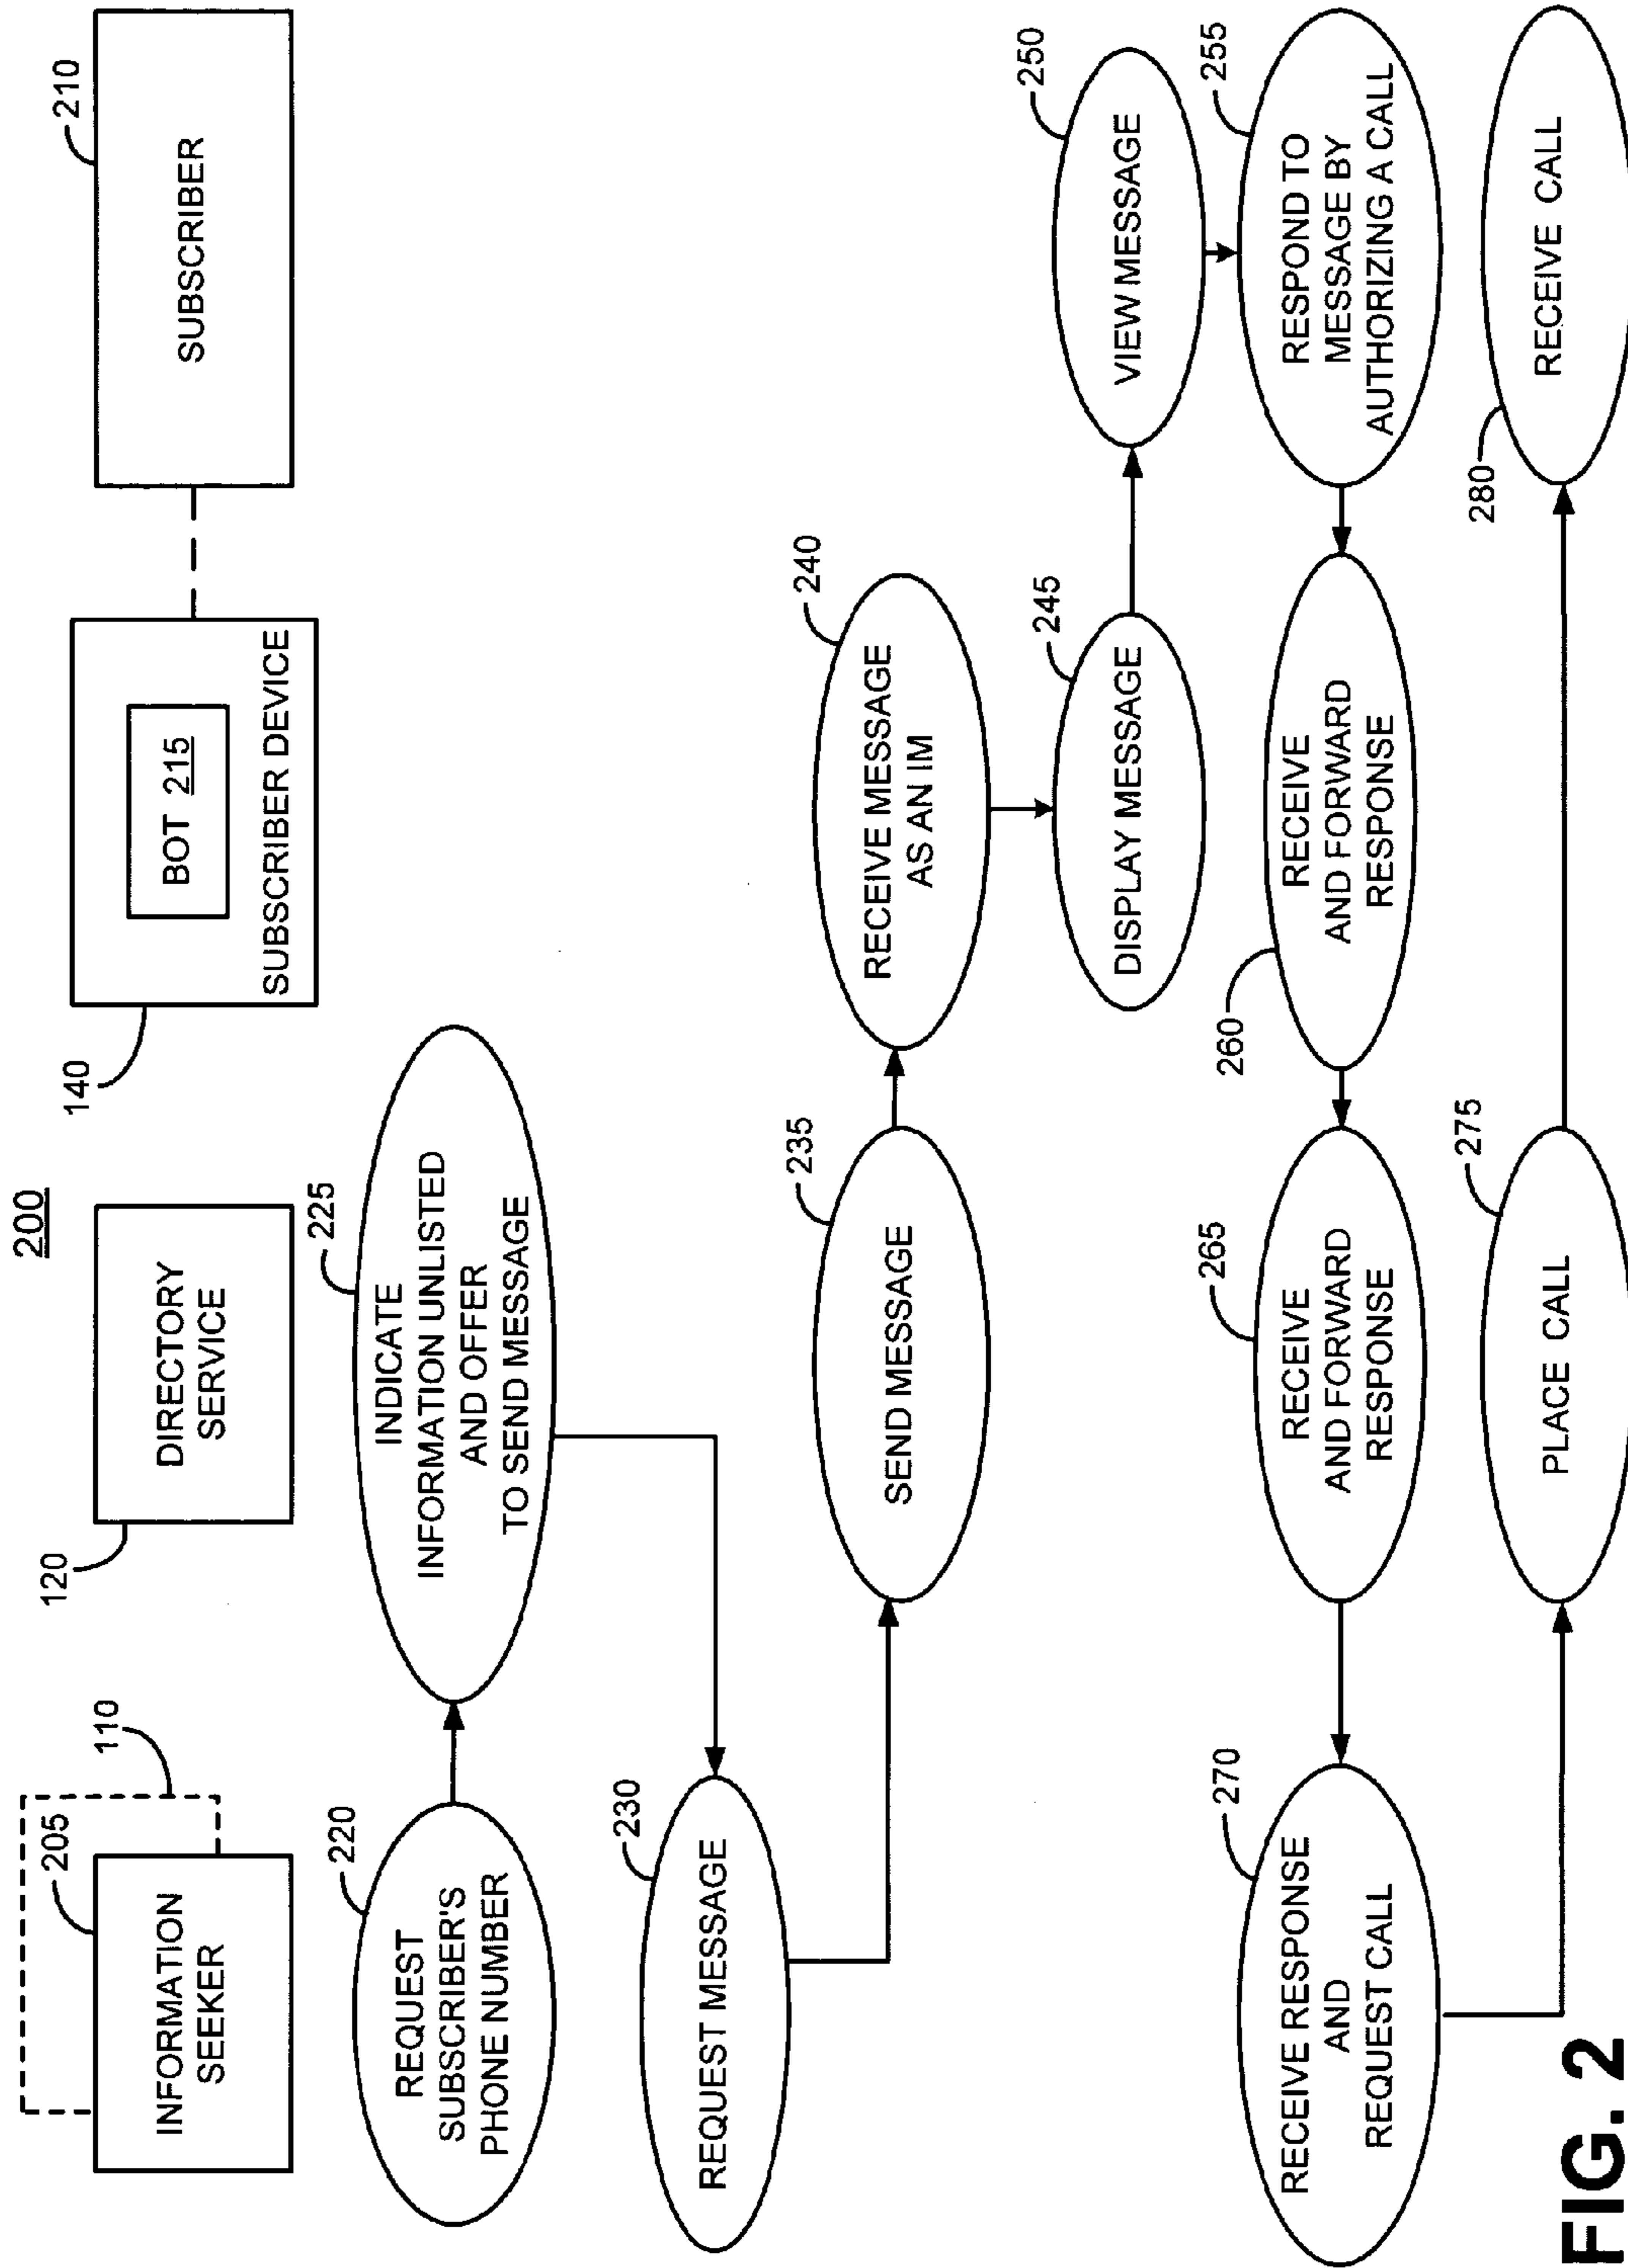 200
110
205
INFORMATION
SEEKER
120
DIRECTORY
SERVICE
140
BOT 215
SUBSCRIBER DEVICE
210
SUBSCRIBER
220
REQUEST
SUBSCRIBER'S
PHONE NUMBER
225
INDICATE
INFORMATION UNLISTED
AND OFFER
TO SEND MESSAGE
230
REQUEST MESSAGE
235
SEND MESSAGE
240
RECEIVE MESSAGE
AS AN IM
245
DISPLAY MESSAGE
250
VIEW MESSAGE
255
RESPOND TO
MESSAGE BY
AUTHORIZING A CALL
260
RECEIVE
AND FORWARD
RESPONSE
265
RECEIVE
AND FORWARD
RESPONSE
270
RECEIVE RESPONSE
AND
REQUEST CALL
275
PLACE CALL
280
RECEIVE CALL
FIG. 2